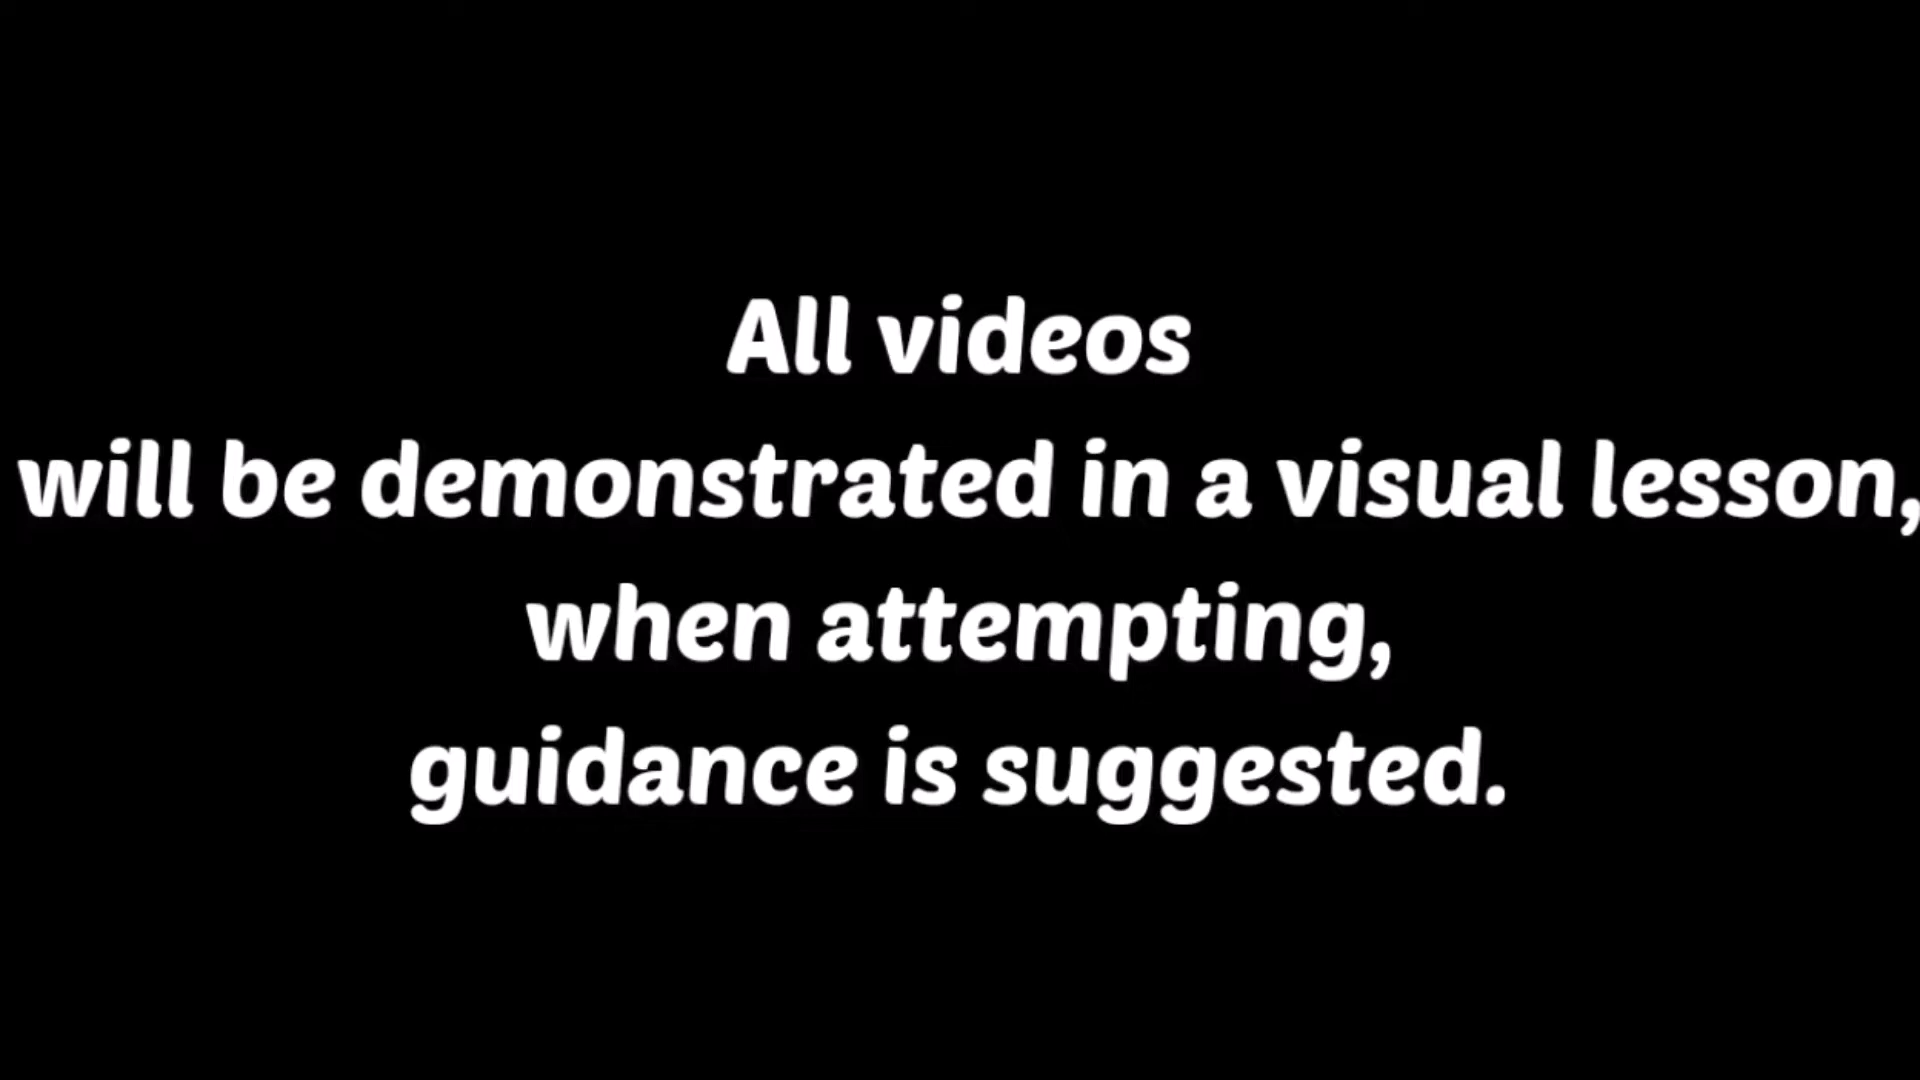 All videos
will be demonstrated in a visual lesson,
when attempting,
guidance is suggested.